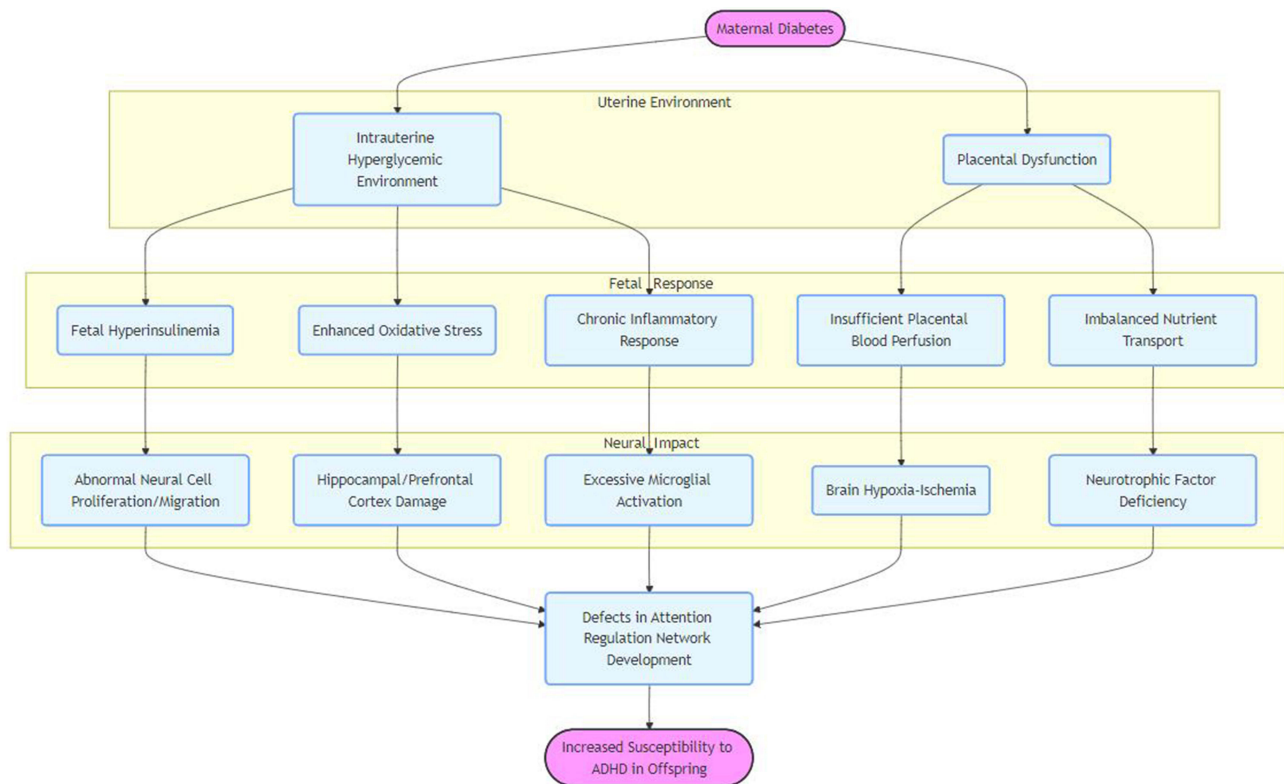 Maternal Diabetes
Uterine Environment
Intrauterine
Hyperglycemic
Environment
Placental Dysfunction
Fetal Response
Fetal Hyperinsulinemia
Enhanced Oxidative Stress
Chronic Inflammatory
Response
Insufficient Placental
Blood Perfusion
Imbalanced Nutrient
Transport
Neural Impact
Abnormal Neural Cell
Proliferation/Migration
Hippocampal/Prefrontal
Cortex Damage
Excessive Microglial
Activation
Brain Hypoxia-Ischemia
Neurotrophic Factor
Deficiency
Defects in Attention
Regulation Network
Development
Increased Susceptibility to
ADHD in Offspring